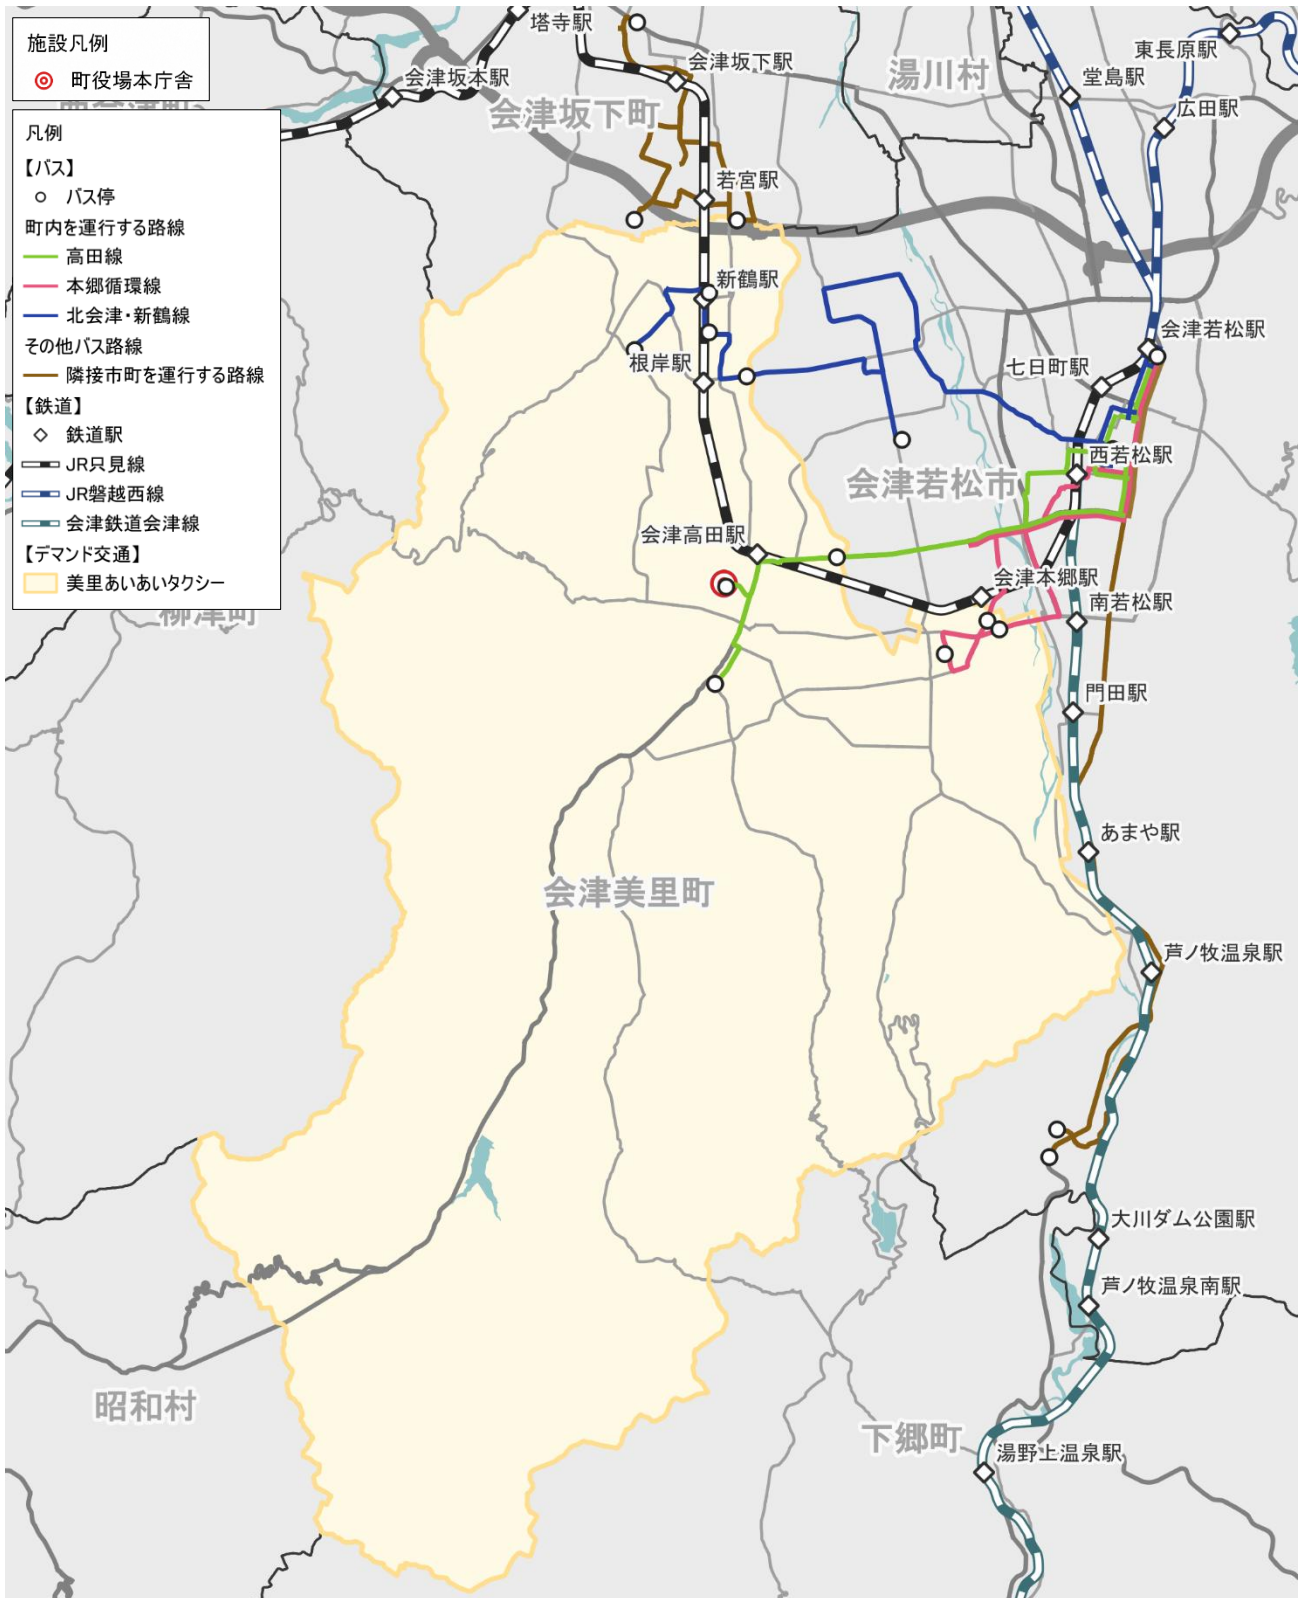 施設凡例
町役場本庁舎
凡例
【バス】
バス停
町内を運行する路線
高田線
本郷循環線
北会津・新鶴線
その他バス路線
隣接市町を運行する路線
【鉄道】
鉄道駅
JR只見線
JR磐越西線
会津鉄道会津線
【デマンド交通】
美里あいあいタクシー
塔寺駅
会津坂本駅
会津坂下駅
東長原駅
堂島駅
湯川村
広田駅
会津坂下町
若宮駅
新鶴駅
会津若松駅
根岸駅
七日町駅
西若松駅
会津若松市
会津高田駅
会津本郷駅
南若松駅
柳津町
門田駅
あまや駅
会津美里町
芦ノ牧温泉駅
大川ダム公園駅
芦ノ牧温泉南駅
昭和村
下郷町
湯野上温泉駅